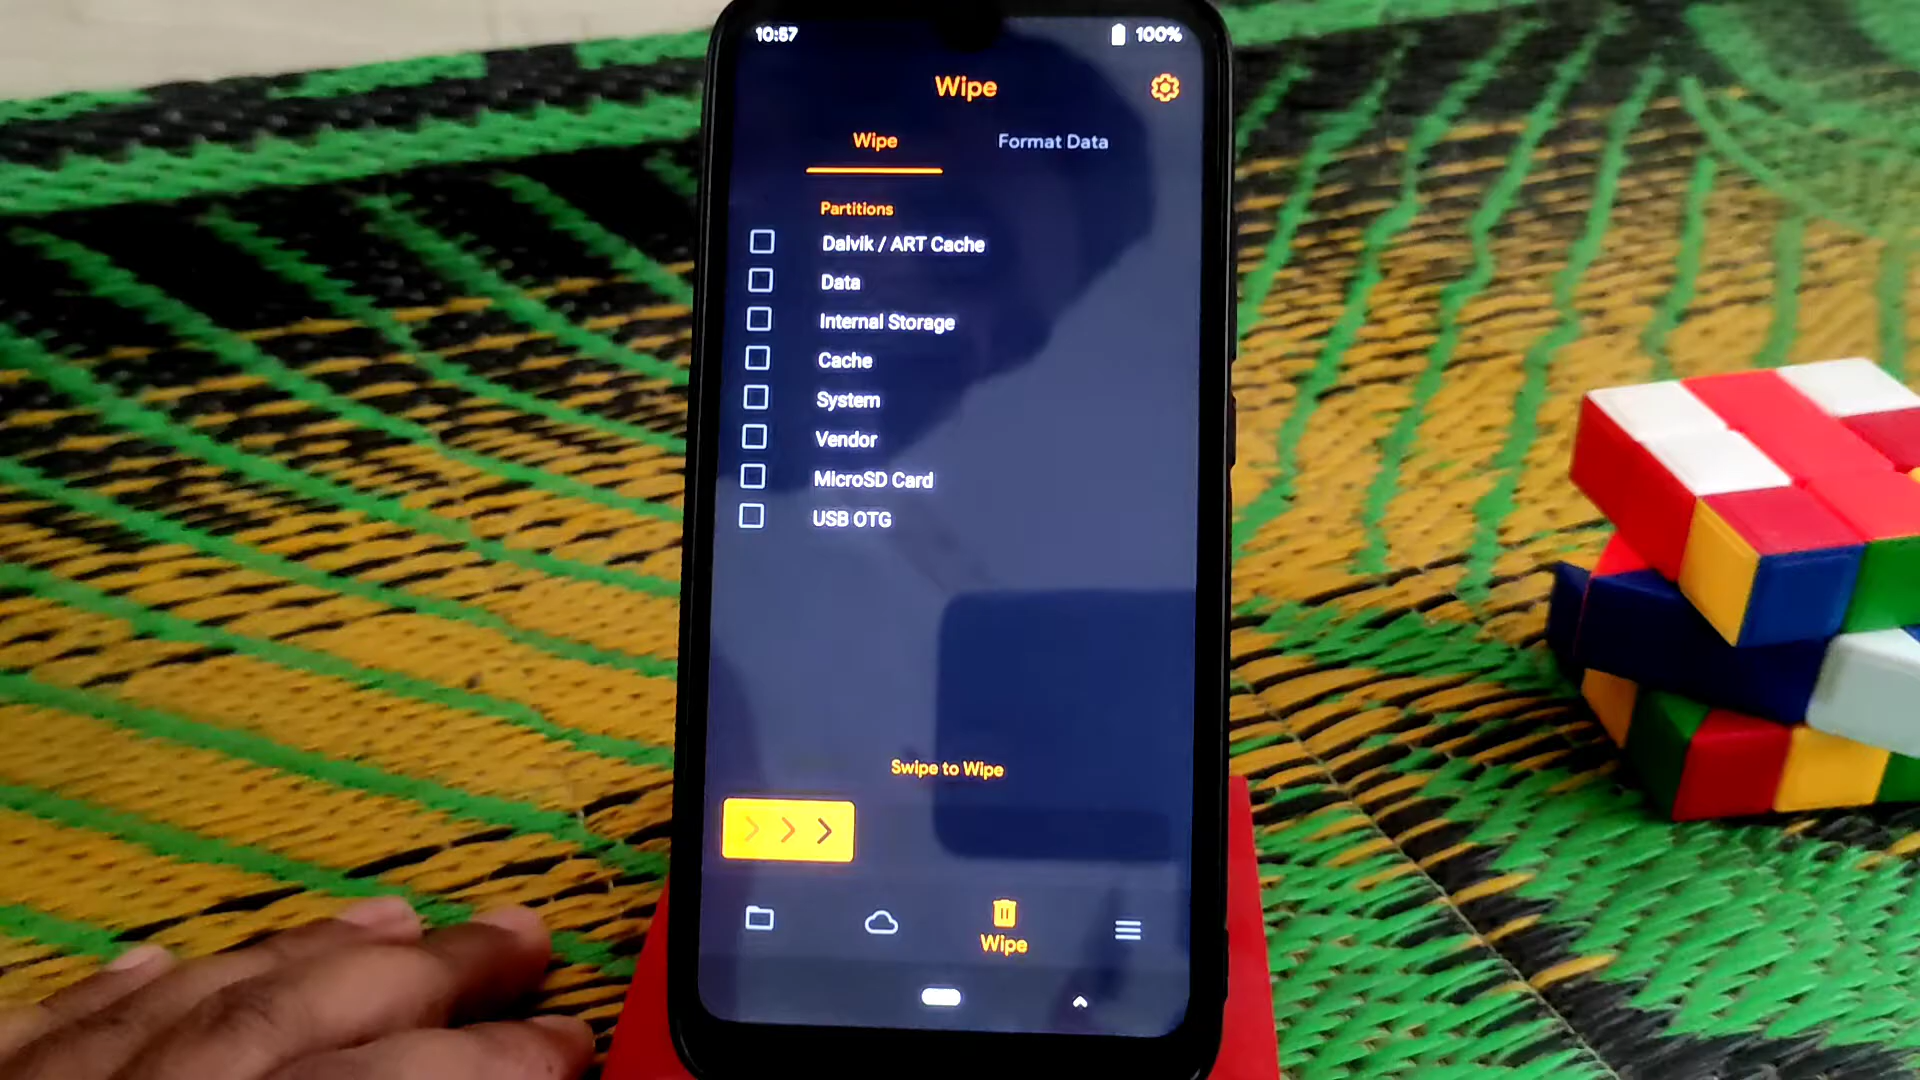 10:57 100%
Wipe
Wipe Format Data
Partitions
Dalvik / ART Cache
Data
Internal Storage
Cache
System
Vendor
MicroSD Card
USB OTG
Swipe to Wipe
Wipe